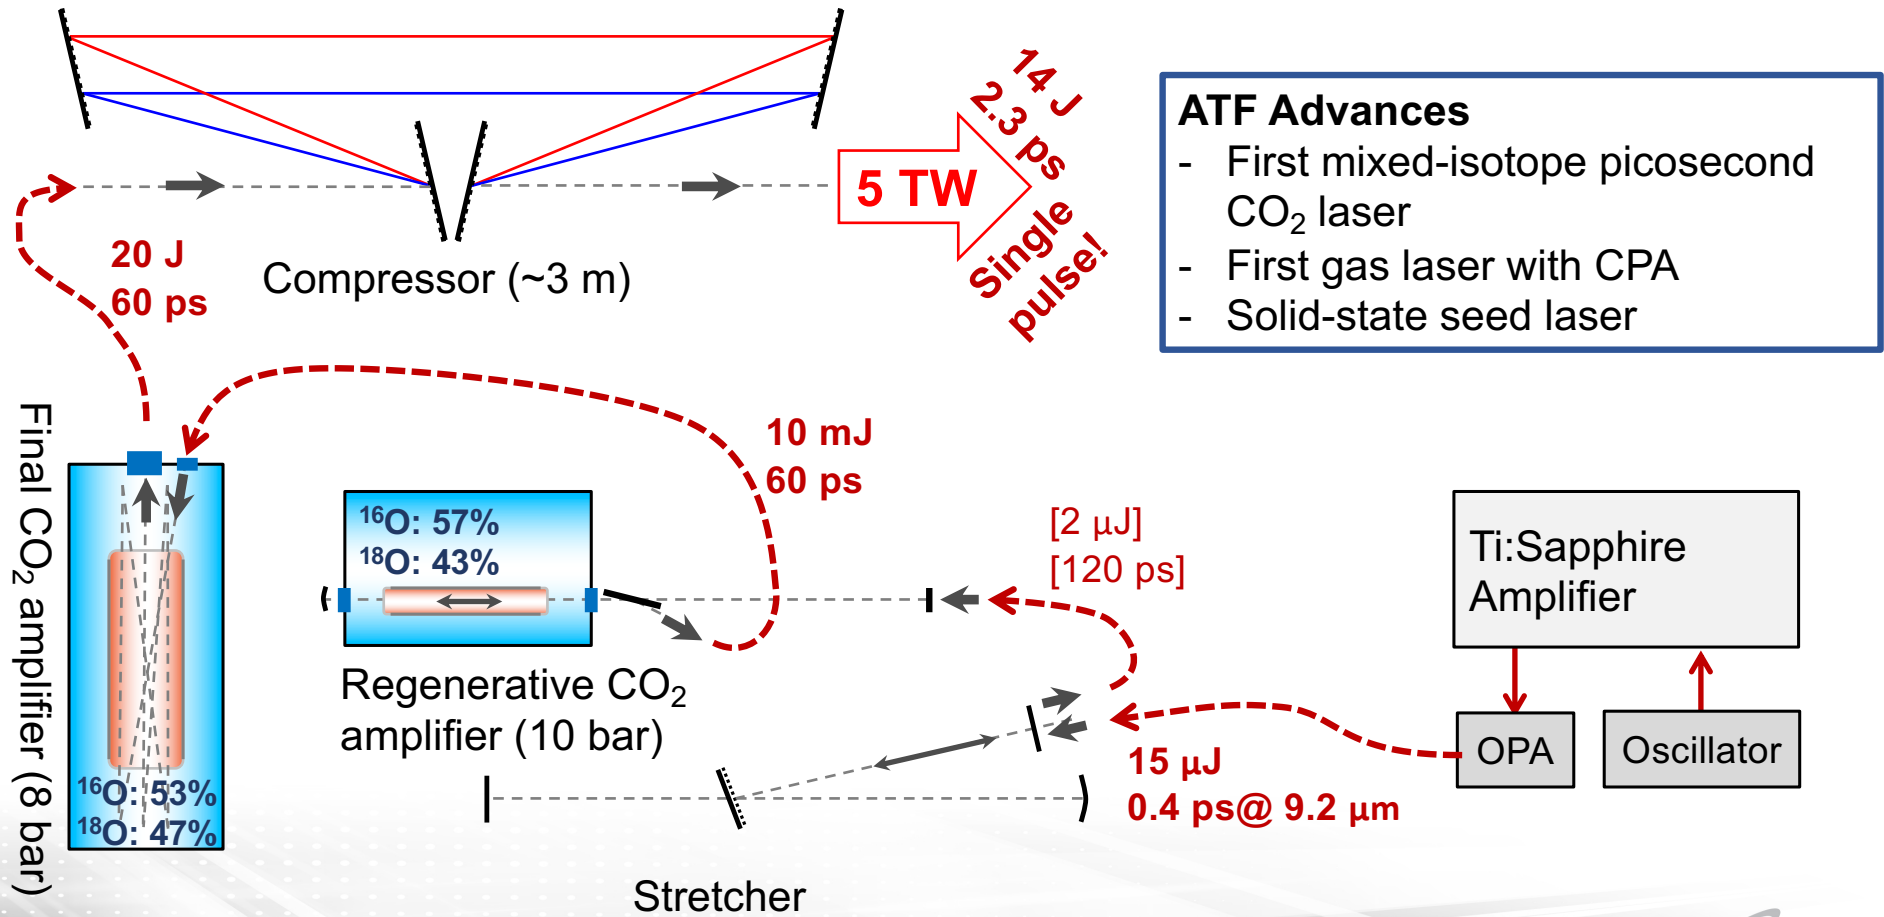 14 J
2.3 ps
5 TW
Single
pulse!
ATF Advances
- First mixed-isotope picosecond
CO₂ laser
- First gas laser with CPA
- Solid-state seed laser
20 J
60 ps
Compressor (~3 m)
Final CO₂ amplifier (8 bar)
10 mJ
60 ps
¹⁶O: 57%
¹⁸O: 43%
[2 µJ]
[120 ps]
Ti:Sapphire
Amplifier
Regenerative CO₂
amplifier (10 bar)
OPA
Oscillator
15 µJ
0.4 ps@ 9.2 µm
¹⁶O: 53%
¹⁸O: 47%
Stretcher